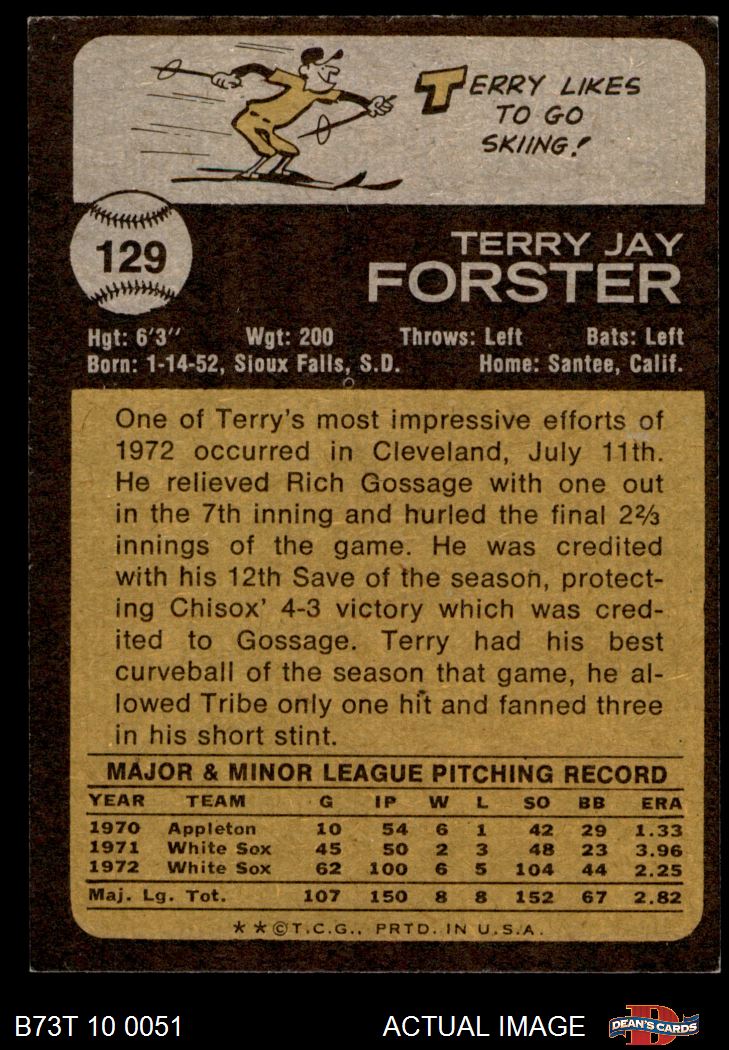 TERRY LIKES
TO GO
SKIING!
129
TERRY JAY
FORSTER
Hgt: 6'3" Wgt: 200 Throws: Left Bats: Left
Born: 1-14-52, Sioux Falls, S.D. Home: Santee, Calif.
One of Terry's most impressive efforts of
1972 occurred in Cleveland, July 11th.
He relieved Rich Gossage with one out
in the 7th inning and hurled the final 2⅔
innings of the game. He was credited
with his 12th Save of the season, protect-
ing Chisox' 4-3 victory which was cred-
ited to Gossage. Terry had his best
curveball of the season that game, he al-
lowed Tribe only one hit and fanned three
in his short stint.
MAJOR & MINOR LEAGUE PITCHING RECORD
YEAR TEAM G IP W L SO BB ERA
1970 Appleton 10 54 6 1 42 29 1.33
1971 White Sox 45 50 2 3 48 23 3.96
1972 White Sox 62 100 6 5 104 44 2.25
Maj. Lg. Tot. 107 150 8 8 152 67 2.82
**©T.C.G., PRTD. IN U.S.A.
B73T 10 0051 ACTUAL IMAGE D DEAN'S CARDS